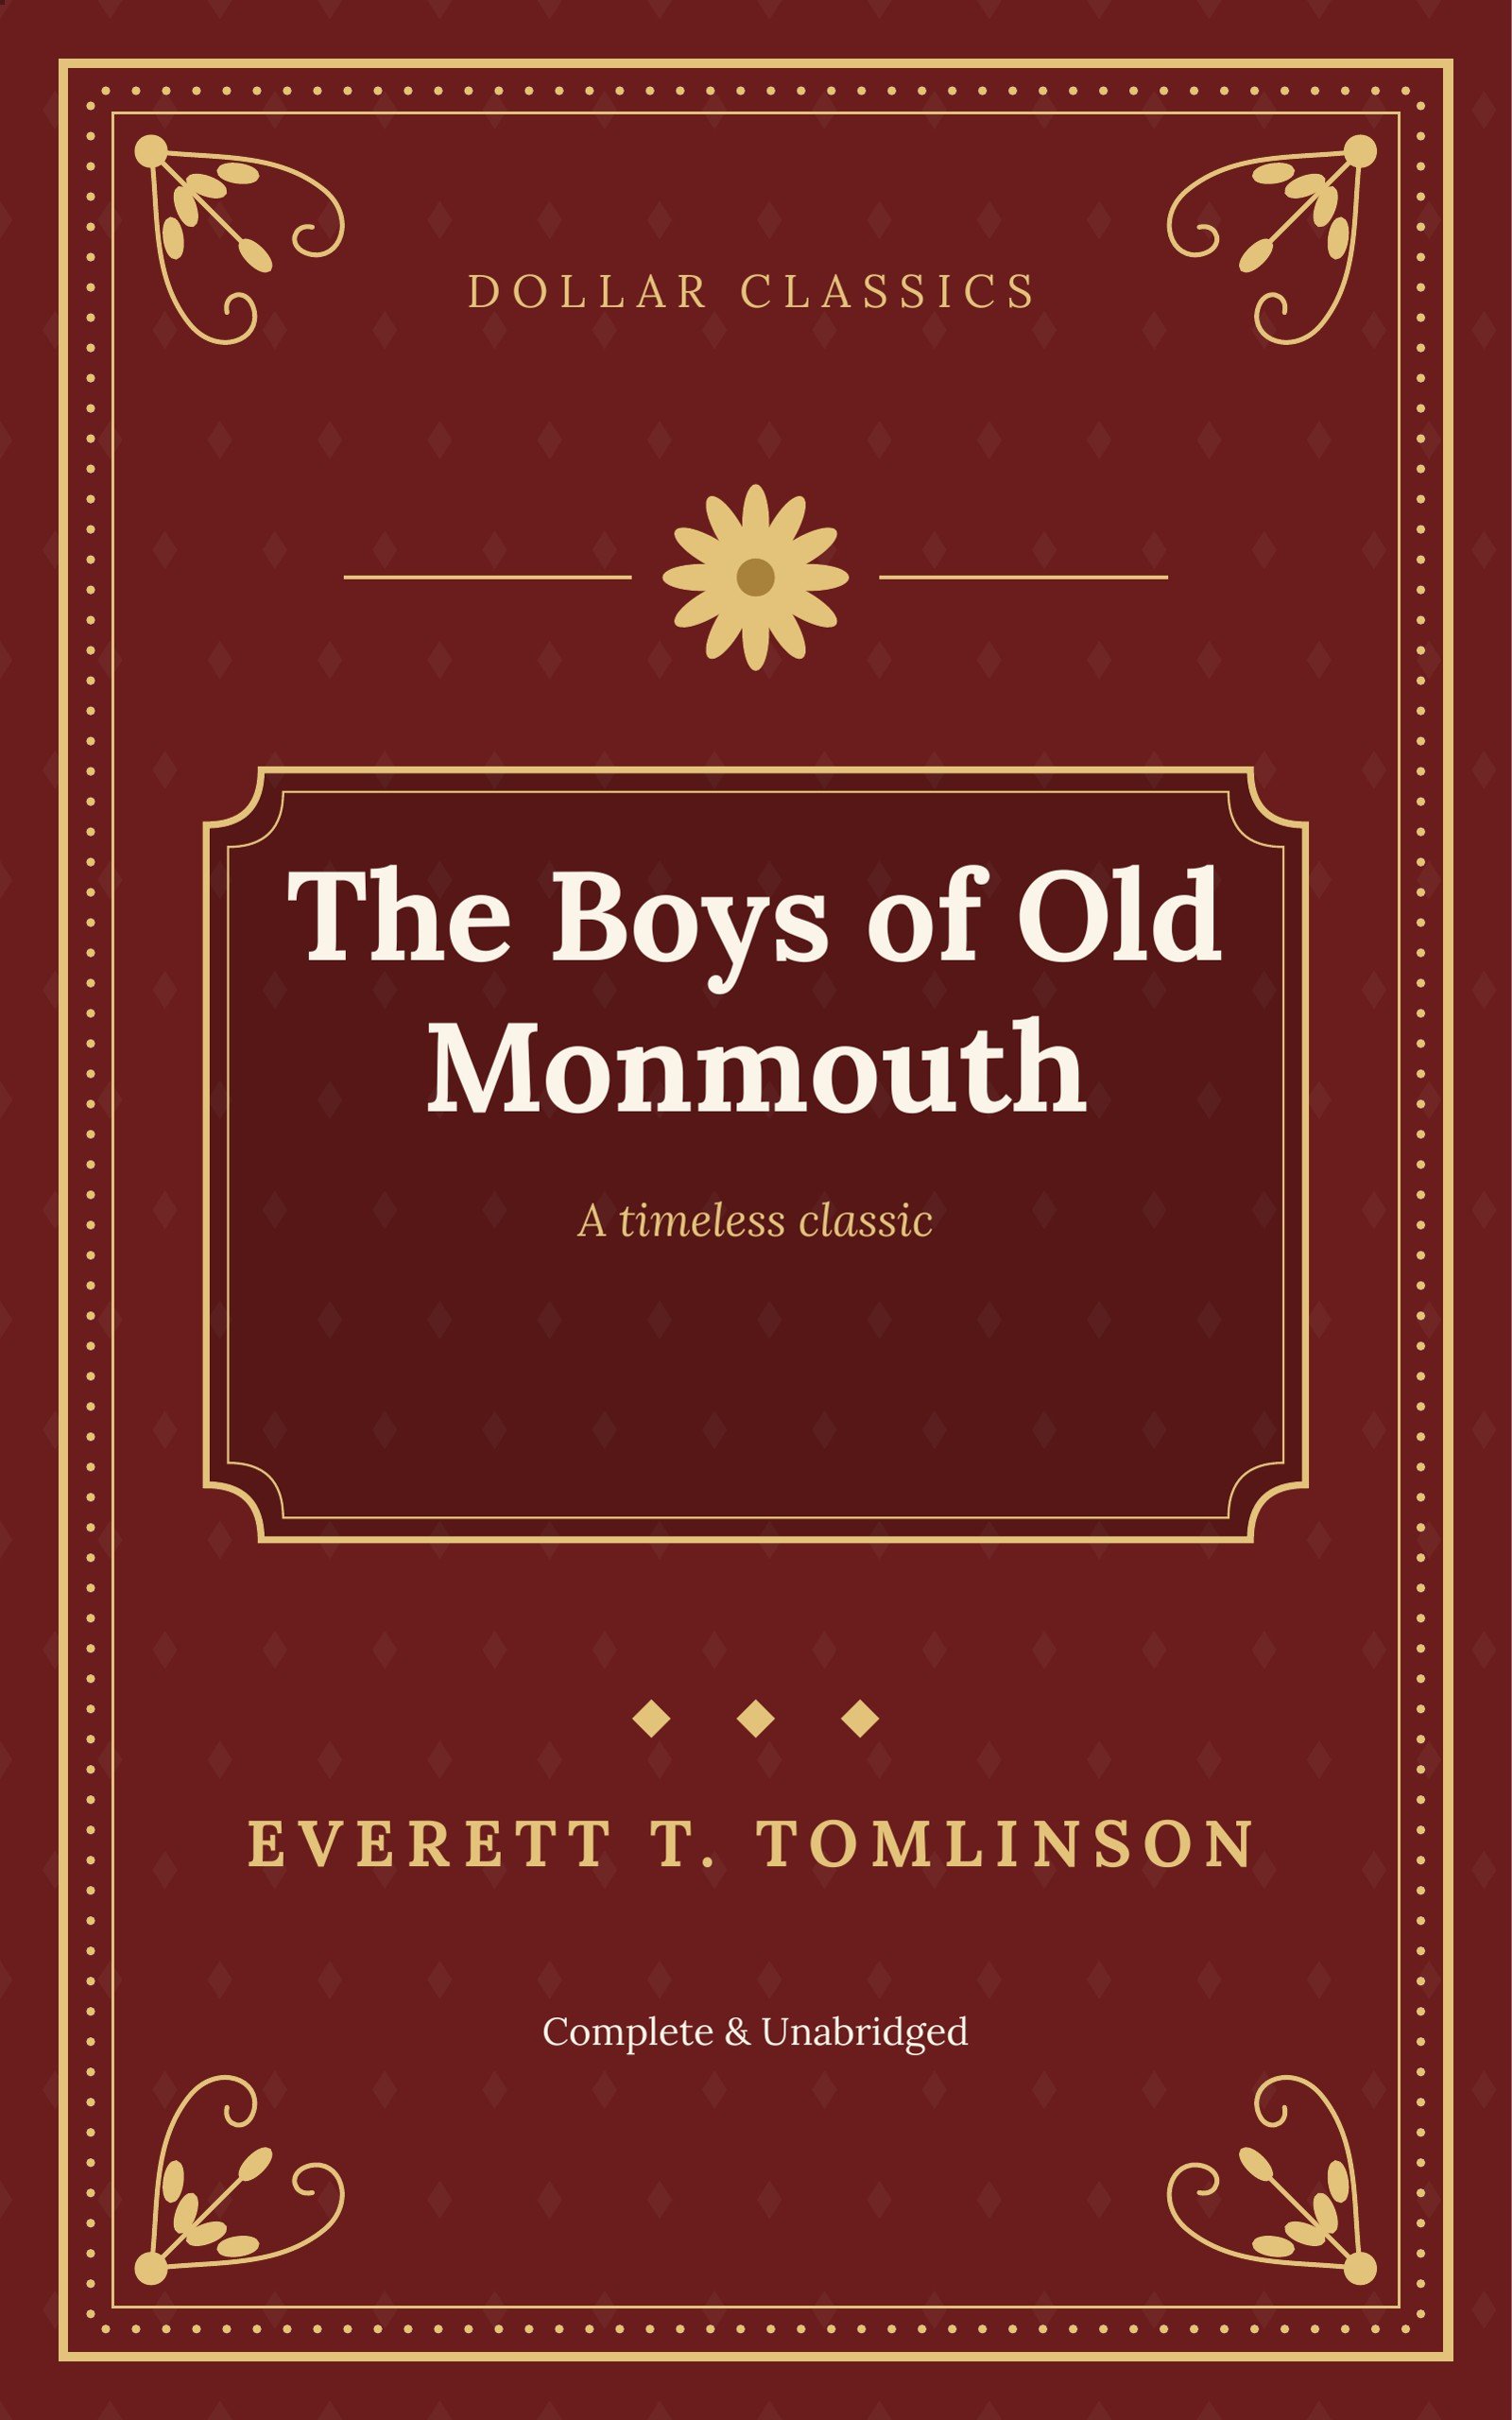 DOLLAR CLASSICS
The Boys of Old
Monmouth
A timeless classic
EVERETT T. TOMLINSON
Complete & Unabridged